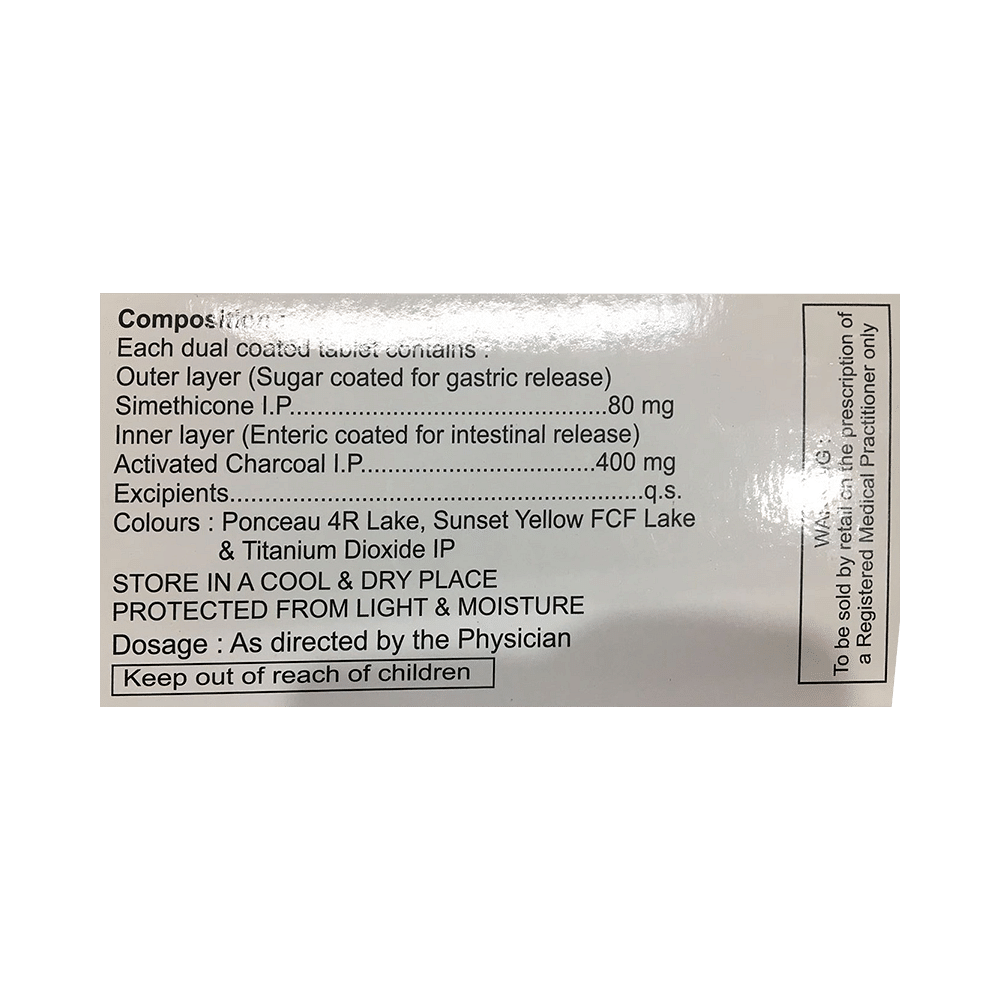 Composition :
Each dual coated tablet contains :
Outer layer (Sugar coated for gastric release)
Simethicone I.P................................................80 mg
Inner layer (Enteric coated for intestinal release)
Activated Charcoal I.P...................................400 mg
Excipients...............................................................q.s.
Colours : Ponceau 4R Lake, Sunset Yellow FCF Lake
& Titanium Dioxide IP
STORE IN A COOL & DRY PLACE
PROTECTED FROM LIGHT & MOISTURE
Dosage : As directed by the Physician
Keep out of reach of children
To be sold by retail on the prescription of
a Registered Medical Practitioner only